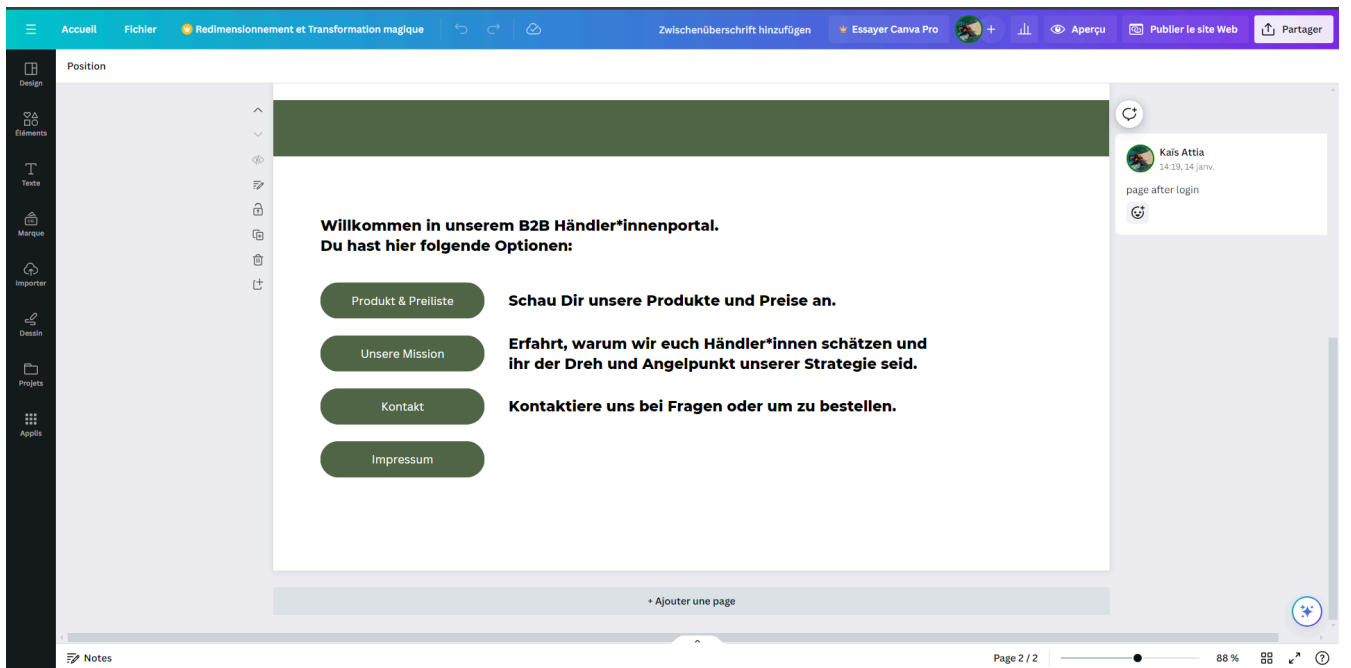 Accueil
Fichier
Redimensionnement et Transformation magique
Zwischenüberschrift hinzufügen
Essayer Canva Pro
+
Aperçu
Publier le site Web
Partager
Position
Design
Éléments
Texte
Marque
Importer
Dessin
Projets
Applis
Kaïs Attia
14:19, 14 janv.
page after login
Willkommen in unserem B2B Händler*innenportal.
Du hast hier folgende Optionen:
Produkt & Preiliste
Schau Dir unsere Produkte und Preise an.
Unsere Mission
Erfahrt, warum wir euch Händler*innen schätzen und
ihr der Dreh und Angelpunkt unserer Strategie seid.
Kontakt
Kontaktiere uns bei Fragen oder um zu bestellen.
Impressum
+ Ajouter une page
Notes
Page 2 / 2
88 %